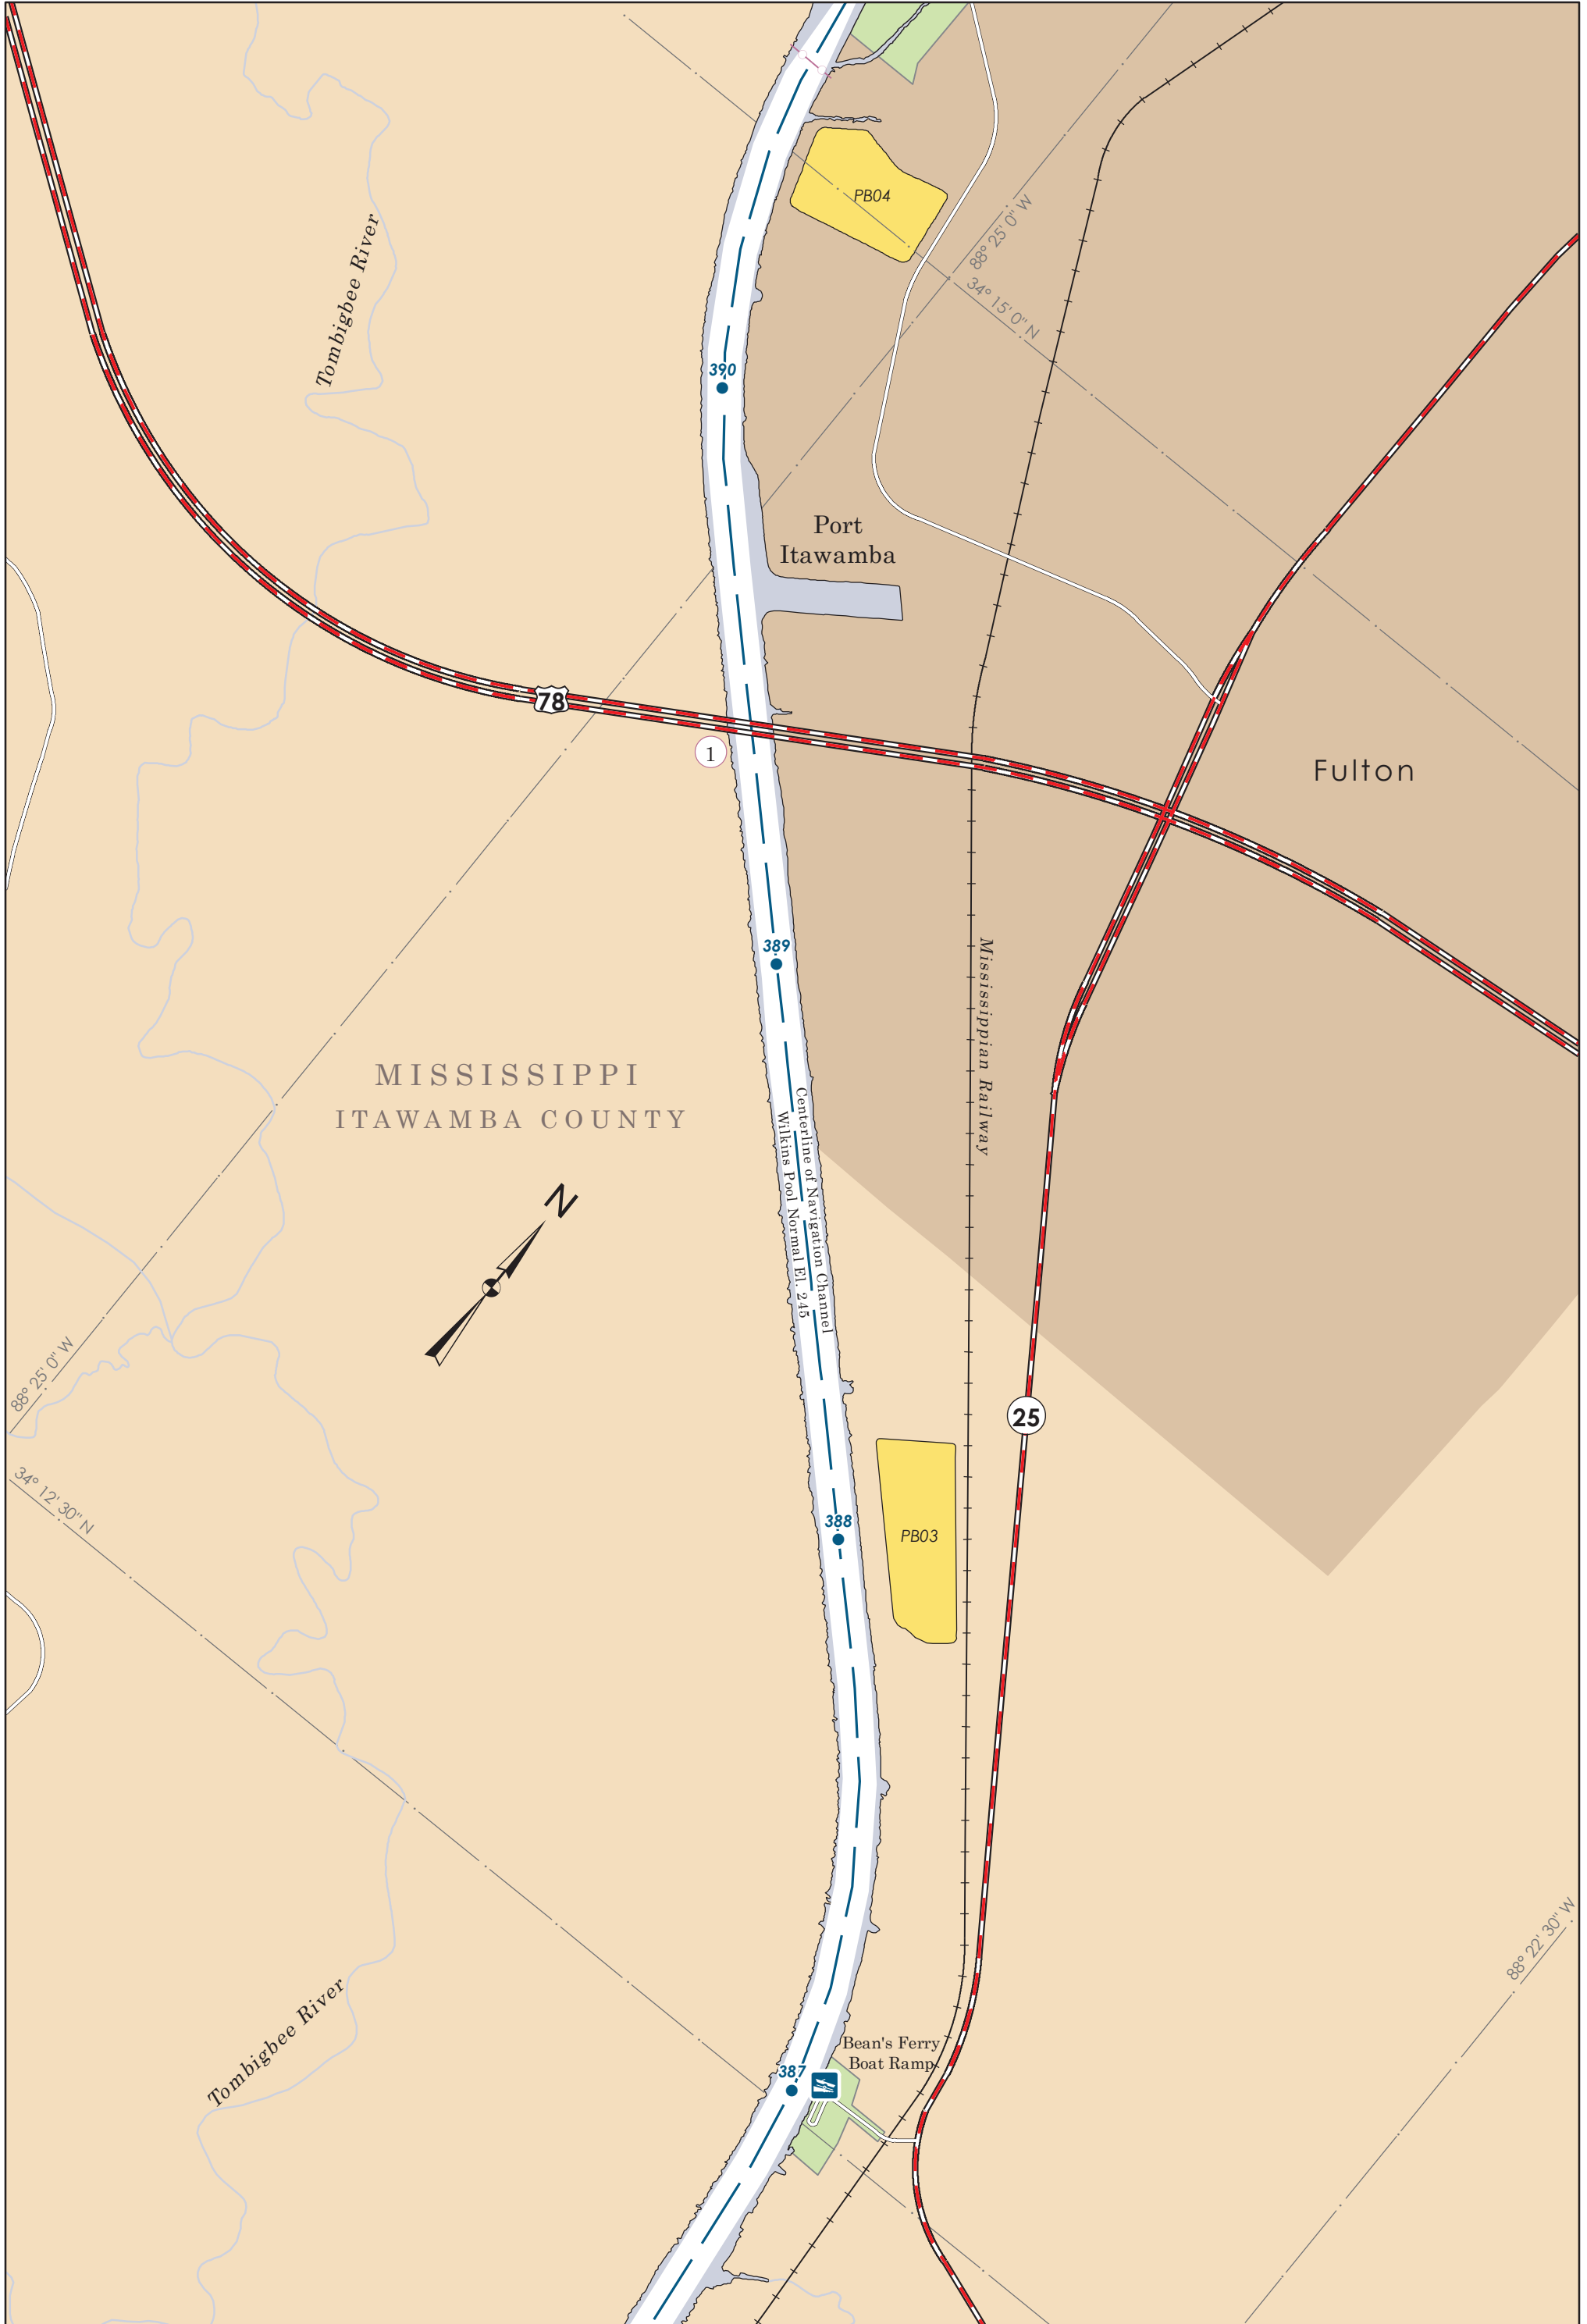 PB04
Tombigbee River
88° 25' 0" W
34° 15' 0" N
390
Port
Itawamba
78
1
Fulton
389
Mississippian Railway
MISSISSIPPI
ITAWAMBA COUNTY
Centerline of Navigation Channel
Wilkins Pool Normal El. 245
N
88° 25' 0" W
25
34° 12' 30" N
388
PB03
88° 22' 30" W
Tombigbee River
Bean's Ferry
Boat Ramp
387